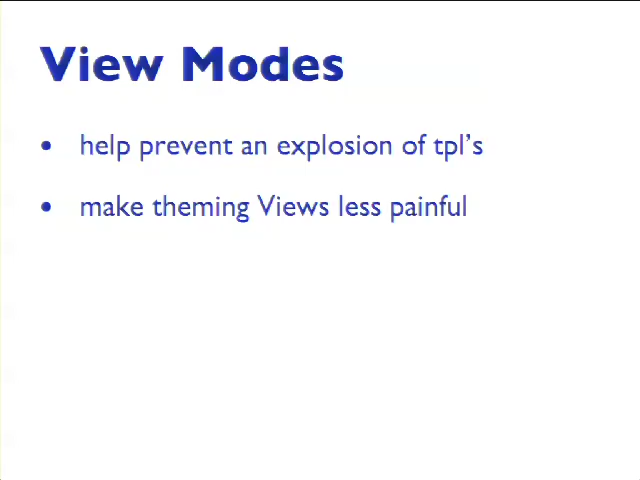 View Modes
• help prevent an explosion of tpl's
• make theming Views less painful